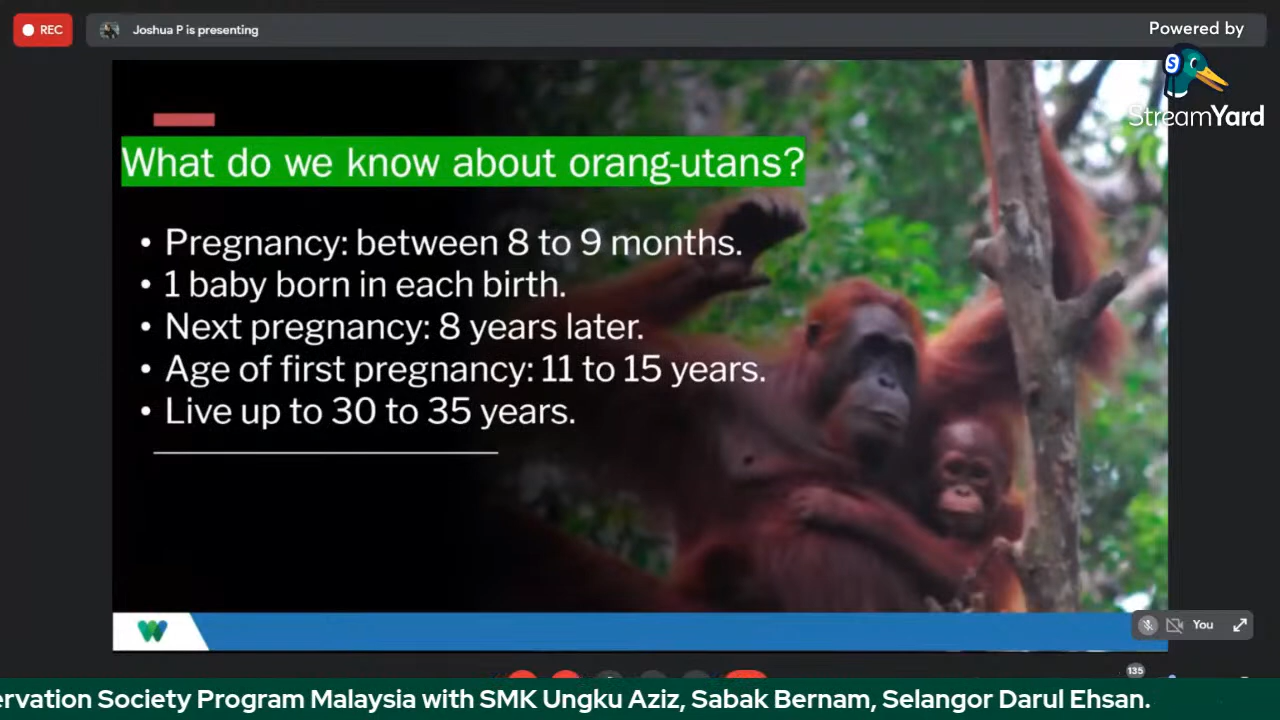 REC
Joshua P is presenting
Powered by
S
StreamYard
What do we know about orang-utans?
• Pregnancy: between 8 to 9 months.
• 1 baby born in each birth.
• Next pregnancy: 8 years later.
• Age of first pregnancy: 11 to 15 years.
• Live up to 30 to 35 years.
W
You
135
ervation Society Program Malaysia with SMK Ungku Aziz, Sabak Bernam, Selangor Darul Ehsan.